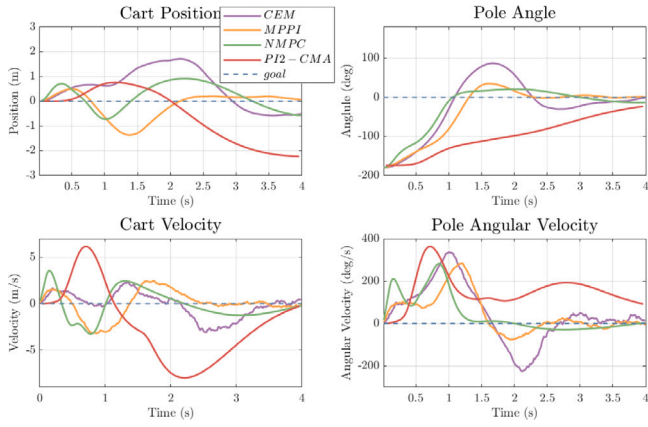 Cart Position
CEM
MPPI
NMPC
PI2-CMA
goal
Position (m)
3
2
1
0
-1
-2
-3
0.5 1 1.5 2 2.5 3 3.5 4
Time (s)
Pole Angle
Anglule (deg)
100
0
-100
-200
0.5 1 1.5 2 2.5 3 3.5 4
Time (s)
Cart Velocity
Velocity (m/s)
5
0
-5
0 1 2 3 4
Time (s)
Pole Angular Velocity
Angular Velocity (deg/s)
400
200
0
-200
0.5 1 1.5 2 2.5 3 3.5 4
Time (s)